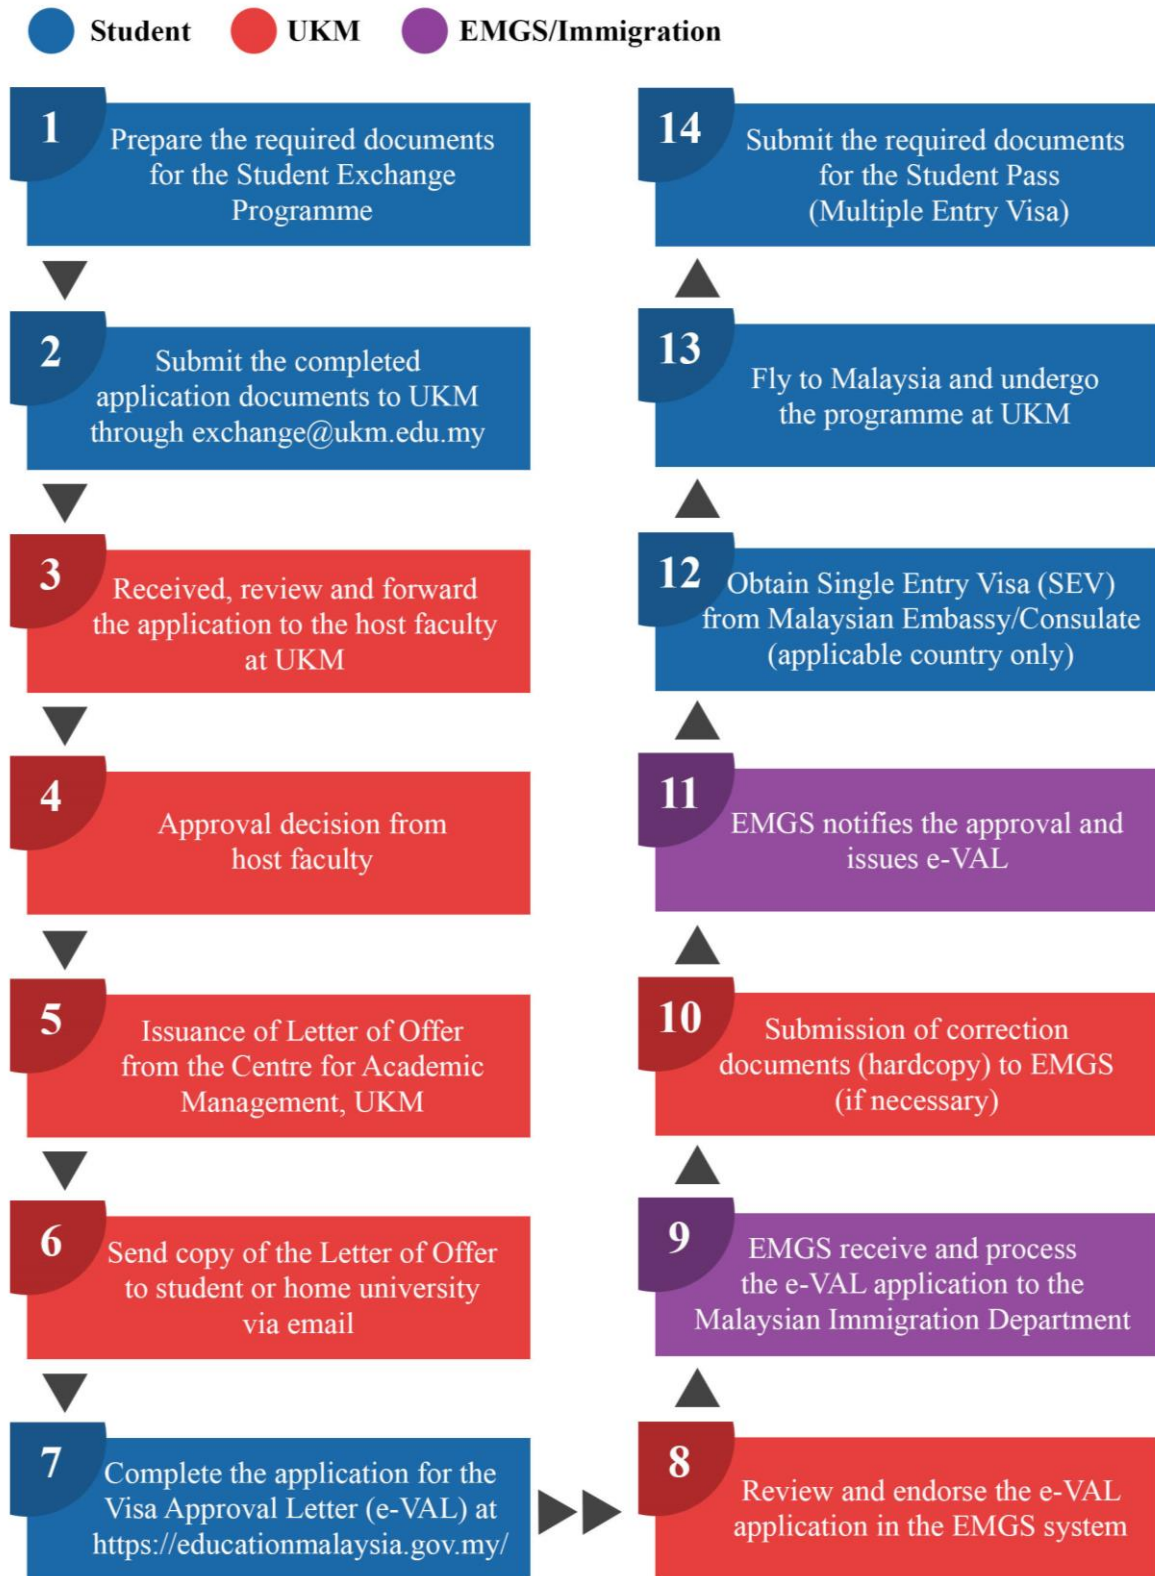 Student UKM EMGS/Immigration
1
Prepare the required documents
for the Student Exchange
Programme
2
Submit the completed
application documents to UKM
through exchange@ukm.edu.my
3
Received, review and forward
the application to the host faculty
at UKM
4
Approval decision from
host faculty
5
Issuance of Letter of Offer
from the Centre for Academic
Management, UKM
6
Send copy of the Letter of Offer
to student or home university
via email
7
Complete the application for the
Visa Approval Letter (e-VAL) at
https://educationmalaysia.gov.my/
8
Review and endorse the e-VAL
application in the EMGS system
9
EMGS receive and process
the e-VAL application to the
Malaysian Immigration Department
10
Submission of correction
documents (hardcopy) to EMGS
(if necessary)
11
EMGS notifies the approval and
issues e-VAL
12
Obtain Single Entry Visa (SEV)
from Malaysian Embassy/Consulate
(applicable country only)
13
Fly to Malaysia and undergo
the programme at UKM
14
Submit the required documents
for the Student Pass
(Multiple Entry Visa)